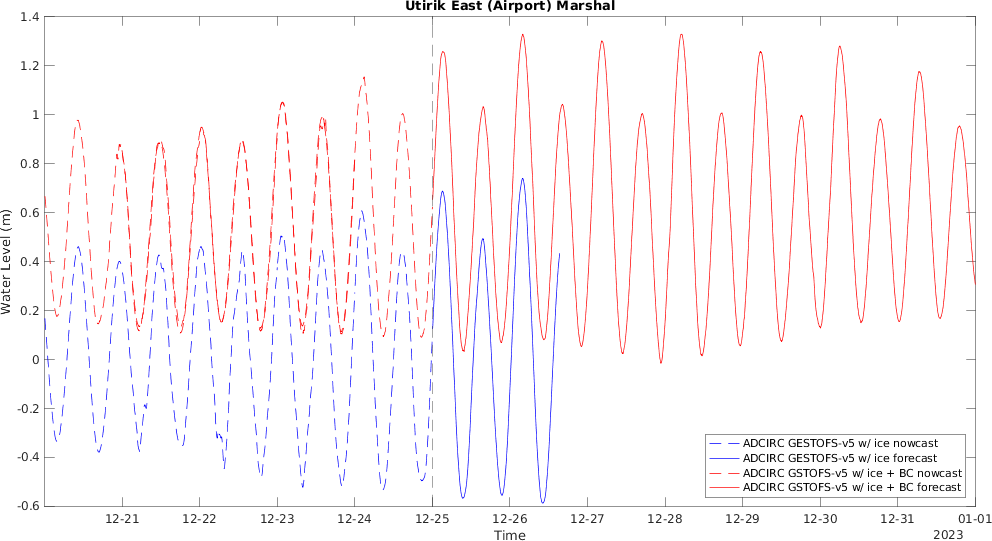 Utirik East (Airport) Marshal
1.4
1.2
1
0.8
0.6
0.4
0.2
0
-0.2
-0.4
-0.6
Water Level (m)
ADCIRC GESTOFS-v5 w/ ice nowcast
ADCIRC GESTOFS-v5 w/ ice forecast
ADCIRC GSTOFS-v5 w/ ice + BC nowcast
ADCIRC GSTOFS-v5 w/ ice + BC forecast
12-21 12-22 12-23 12-24 12-25 12-26 12-27 12-28 12-29 12-30 12-31 01-01
Time
2023